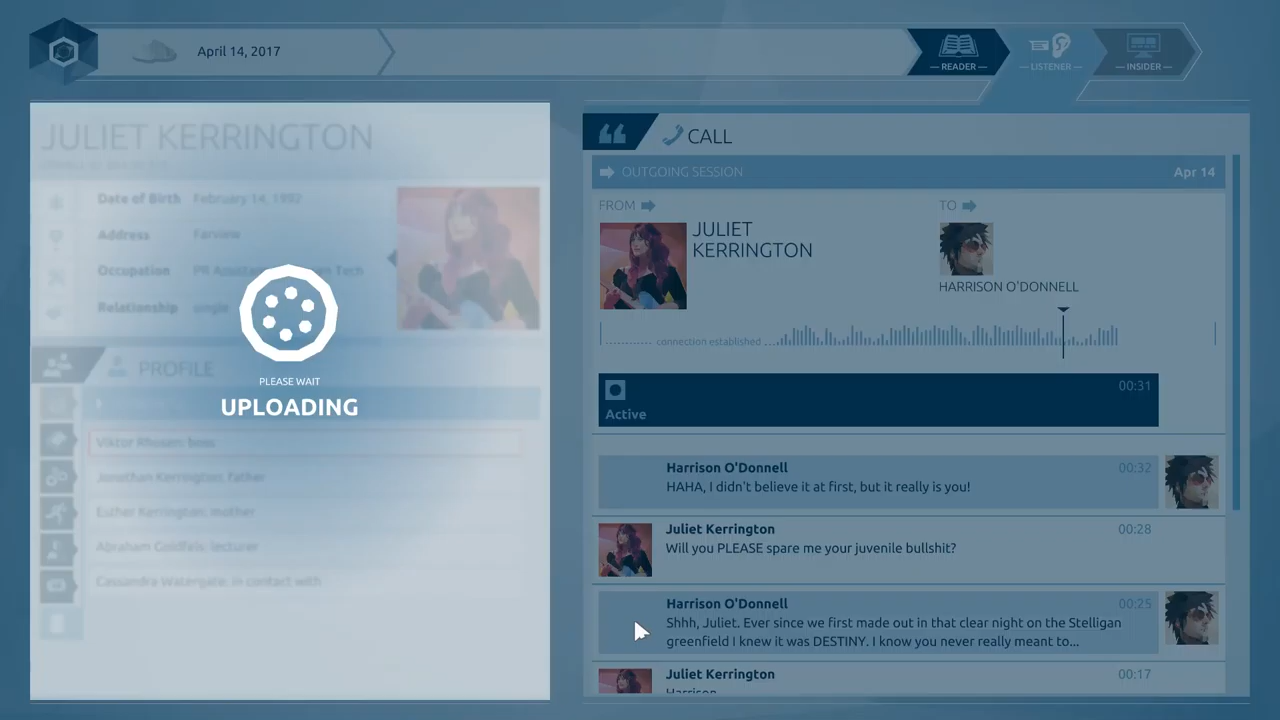 April 14, 2017
READER
LISTENER
INSIDER
JULIET KERRINGTON
Date of Birth February 14, 1992
Address Farview
Occupation PR Tech
Relationship single
PLEASE WAIT
UPLOADING
PROFILE
Viktor Rhusan: boss
Jonathan Kerrington: father
Esther Kerrington: mother
Abraham Goldfels: lecturer
Cassandra Watergate: in contact with
CALL
OUTGOING SESSION Apr 14
FROM TO
JULIET
KERRINGTON
HARRISON O'DONNELL
connection established
00:31
Active
Harrison O'Donnell 00:32
HAHA, I didn't believe it at first, but it really is you!
Juliet Kerrington 00:28
Will you PLEASE spare me your juvenile bullshit?
Harrison O'Donnell 00:25
Shhh, Juliet. Ever since we first made out in that clear night on the Stelligan
greenfield I knew it was DESTINY. I know you never really meant to...
Juliet Kerrington 00:17
Harrison